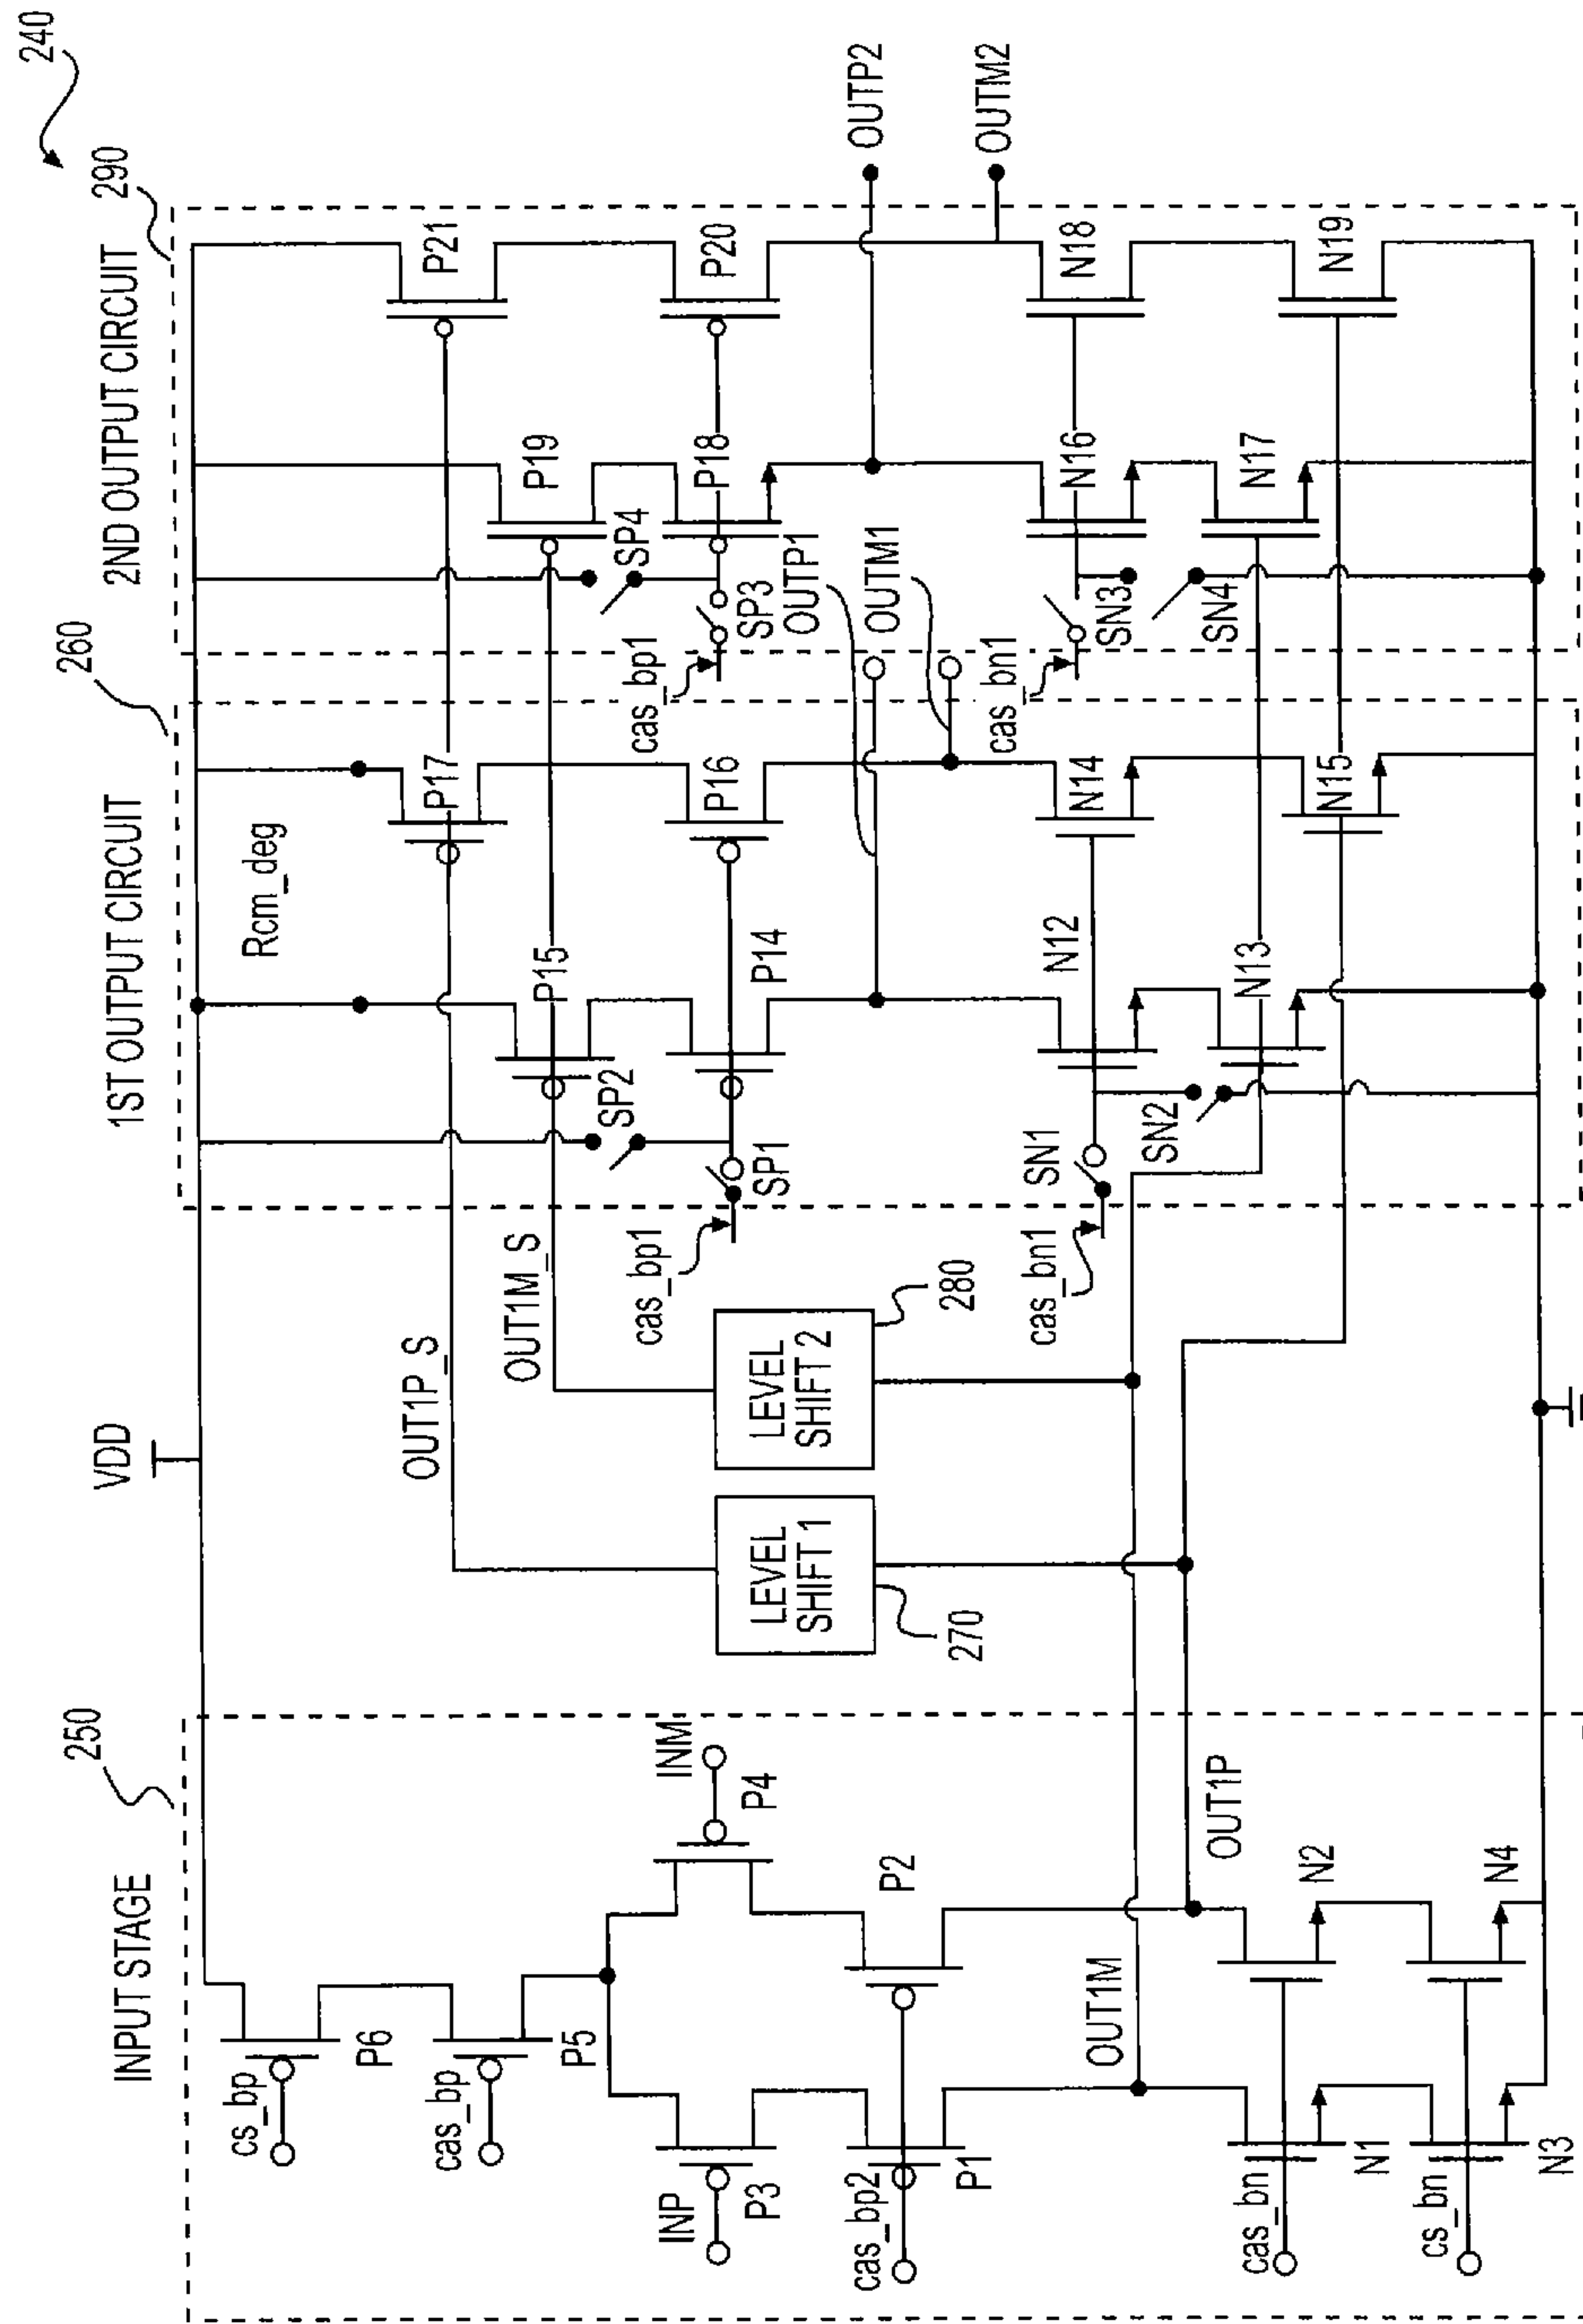 240
INPUT STAGE
250
VDD
1ST OUTPUT CIRCUIT
260
2ND OUTPUT CIRCUIT
290
cs_bp
P6
cas_bp
P5
INP
P3
INM
P4
cas_bp2
P1
P2
OUT1M
OUT1P
cas_bn
N1
N2
cs_bn
N3
N4
OUT1P_S
OUT1M_S
LEVEL
SHIFT 1
270
LEVEL
SHIFT 2
280
Rcm_deg
P17
P15
SP2
P14
P16
cas_bp1
SP1
OUTP1
OUTM1
N12
N14
cas_bn1
SN1
SN2
N13
N15
P21
P19
SP4
P18
P20
cas_bp1
SP3
OUTP2
OUTM2
N16
N18
cas_bn1
SN3
SN4
N17
N19